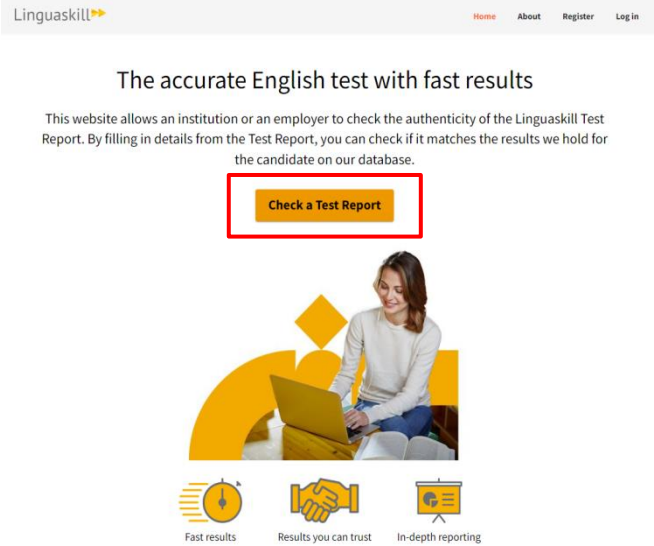 Linguaskill
Home About Register Log in
The accurate English test with fast results
This website allows an institution or an employer to check the authenticity of the Linguaskill Test
Report. By filling in details from the Test Report, you can check if it matches the results we hold for
the candidate on our database.
Check a Test Report
Fast results Results you can trust In-depth reporting